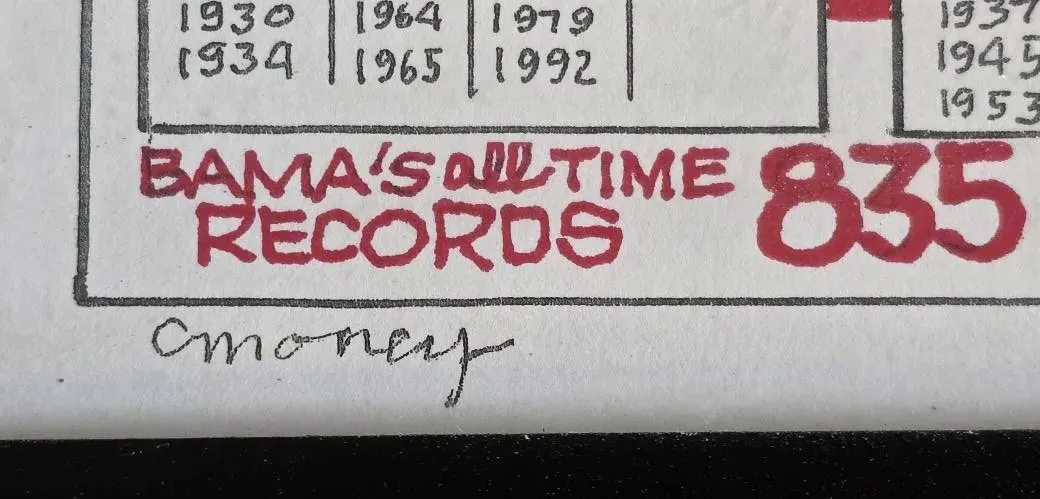 1930 1964 1979 1937
1934 1965 1992 1945
1953
BAMA'S all TIME 835
RECORDS
cmoney